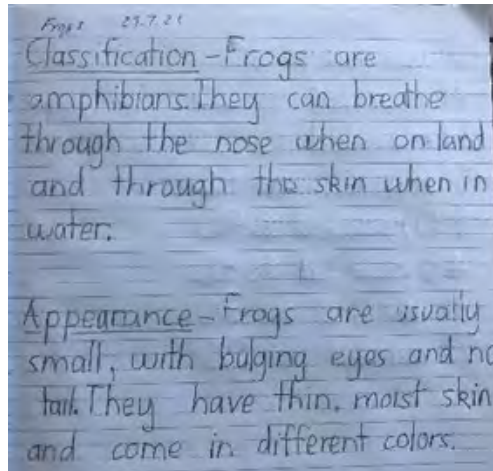 Frogs 29.7.21
Classification - Frogs are
amphibians. They can breathe
through the nose when on land
and through the skin when in
water.
Appearance - Frogs are usually
small, with bulging eyes and no
tail. They have thin, moist skin
and come in different colors.